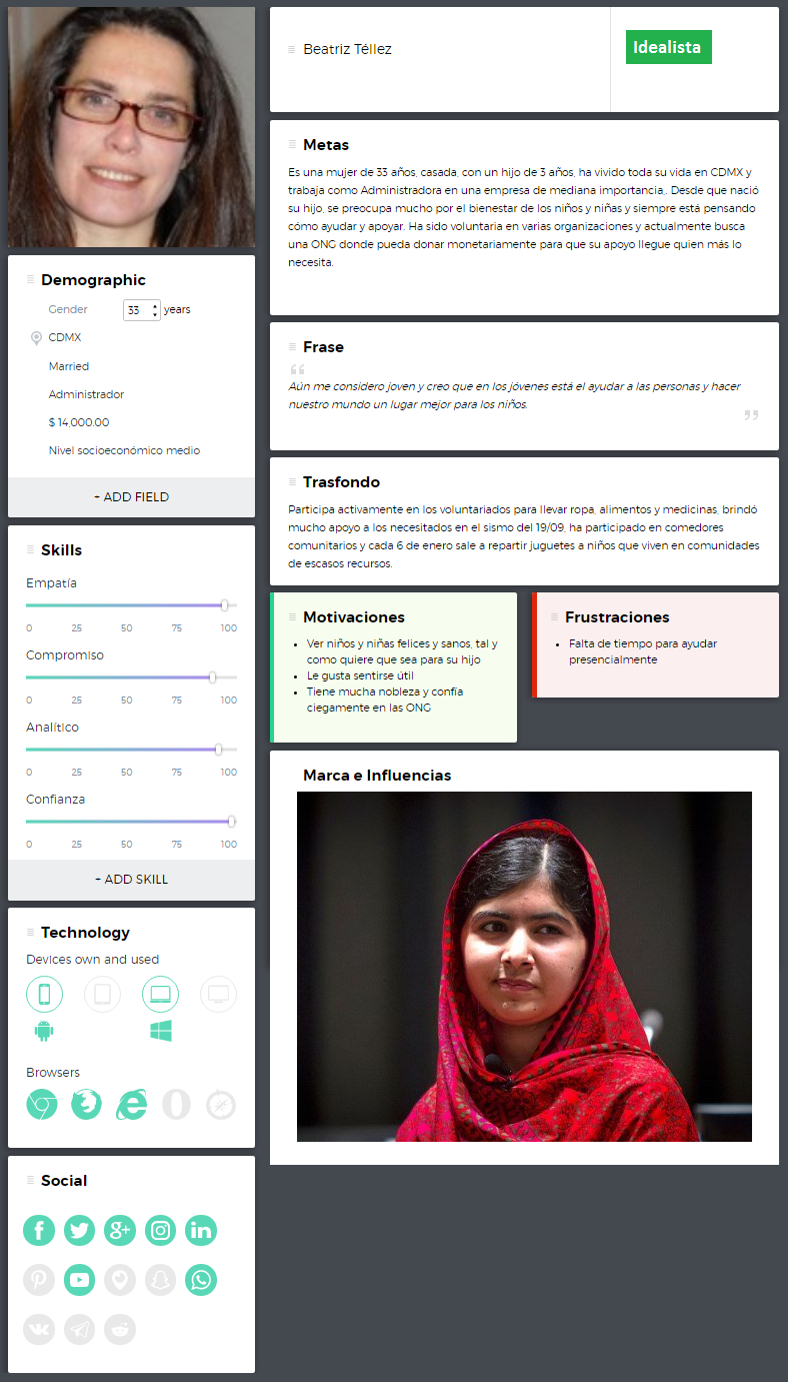 Beatriz Téllez
Idealista
Metas
Es una mujer de 33 años, casada, con un hijo de 3 años, ha vivido toda su vida en CDMX y
trabaja como Administradora en una empresa de mediana importancia,. Desde que nació
su hijo, se preocupa mucho por el bienestar de los niños y niñas y siempre está pensando
cómo ayudar y apoyar. Ha sido voluntaria en varias organizaciones y actualmente busca
una ONG donde pueda donar monetariamente para que su apoyo llegue quien más lo
necesita.
Demographic
Gender 33 years
CDMX
Married
Administrador
$ 14,000.00
Nivel socioeconómico medio
+ ADD FIELD
Frase
“
Aún me considero joven y creo que en los jóvenes está el ayudar a las personas y hacer
nuestro mundo un lugar mejor para los niños.
”
Trasfondo
Participa activamente en los voluntariados para llevar ropa, alimentos y medicinas, brindó
mucho apoyo a los necesitados en el sismo del 19/09, ha participado en comedores
comunitarios y cada 6 de enero sale a repartir juguetes a niños que viven en comunidades
de escasos recursos.
Skills
Empatía
0 25 50 75 100
Compromiso
0 25 50 75 100
Analítico
0 25 50 75 100
Confianza
0 25 50 75 100
+ ADD SKILL
Motivaciones
• Ver niños y niñas felices y sanos, tal y
como quiere que sea para su hijo
• Le gusta sentirse útil
• Tiene mucha nobleza y confía
ciegamente en las ONG
Frustraciones
• Falta de tiempo para ayudar
presencialmente
Marca e Influencias
Technology
Devices own and used
Browsers
Social